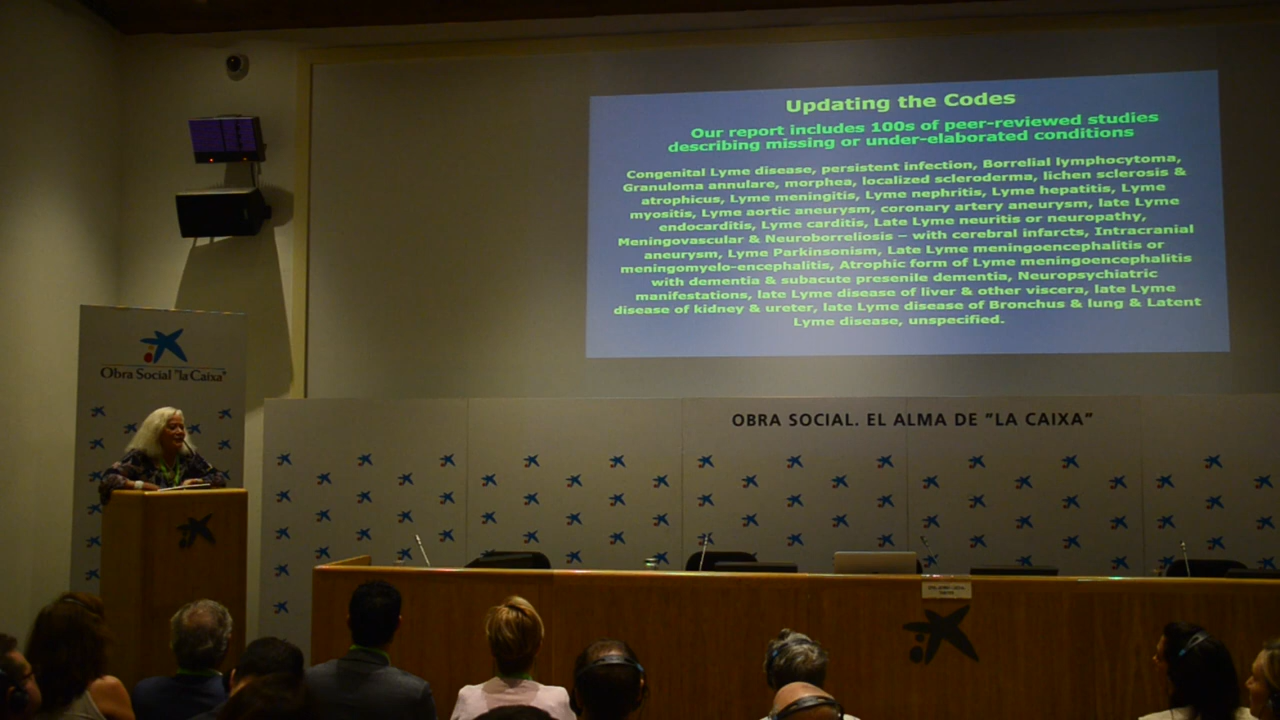 Updating the Codes
Our report includes 100s of peer-reviewed studies
describing missing or under-elaborated conditions
Congenital Lyme disease, persistent infection, Borrelial lymphocytoma,
Granuloma annulare, morphea, localized scleroderma, lichen sclerosis &
atrophicus, Lyme meningitis, Lyme nephritis, Lyme hepatitis, Lyme
myositis, Lyme aortic aneurysm, coronary artery aneurysm, late Lyme
endocarditis, Lyme carditis, Late Lyme neuritis or neuropathy,
Meningovascular & Neuroborreliosis – with cerebral infarcts, Intracranial
aneurysm, Lyme Parkinsonism, Late Lyme meningoencephalitis or
meningomyelo-encephalitis, Atrophic form of Lyme meningoencephalitis
with dementia & subacute presenile dementia, Neuropsychiatric
manifestations, late Lyme disease of liver & other viscera, late Lyme
disease of kidney & ureter, late Lyme disease of Bronchus & lung & Latent
Lyme disease, unspecified.
Obra Social "la Caixa"
OBRA SOCIAL. EL ALMA DE "LA CAIXA"